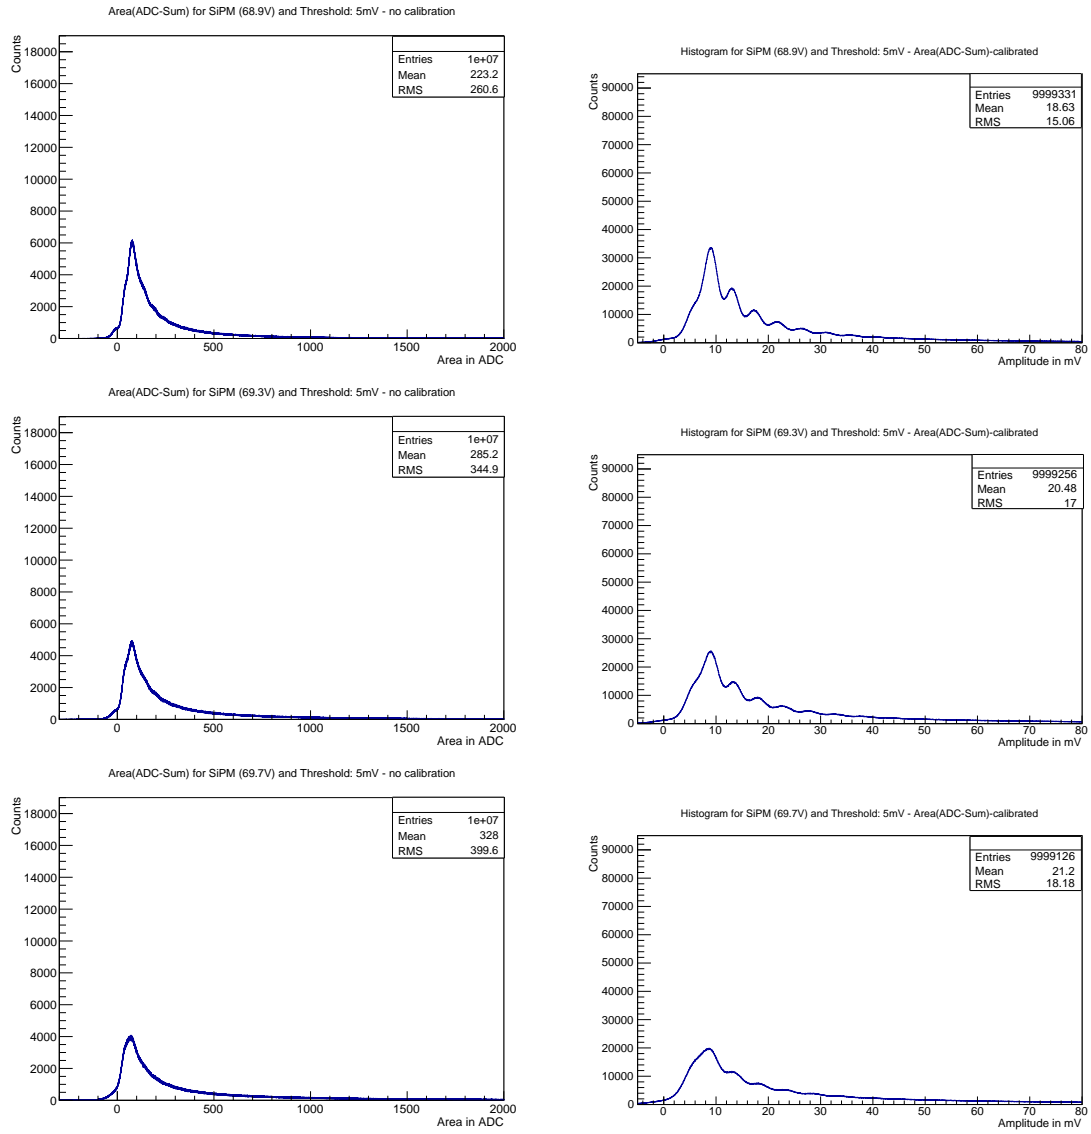 Area(ADC-Sum) for SiPM (68.9V) and Threshold: 5mV - no calibration
Counts
18000
16000
14000
12000
10000
8000
6000
4000
2000
0
0 500 1000 1500 2000
Area in ADC
Entries 1e+07
Mean 223.2
RMS 260.6
Histogram for SiPM (68.9V) and Threshold: 5mV - Area(ADC-Sum)-calibrated
Counts
90000
80000
70000
60000
50000
40000
30000
20000
10000
0
0 10 20 30 40 50 60 70 80
Amplitude in mV
Entries 9999331
Mean 18.63
RMS 15.06
Area(ADC-Sum) for SiPM (69.3V) and Threshold: 5mV - no calibration
Counts
18000
16000
14000
12000
10000
8000
6000
4000
2000
0
0 500 1000 1500 2000
Area in ADC
Entries 1e+07
Mean 285.2
RMS 344.9
Histogram for SiPM (69.3V) and Threshold: 5mV - Area(ADC-Sum)-calibrated
Counts
90000
80000
70000
60000
50000
40000
30000
20000
10000
0
0 10 20 30 40 50 60 70 80
Amplitude in mV
Entries 9999256
Mean 20.48
RMS 17
Area(ADC-Sum) for SiPM (69.7V) and Threshold: 5mV - no calibration
Counts
18000
16000
14000
12000
10000
8000
6000
4000
2000
0
0 500 1000 1500 2000
Area in ADC
Entries 1e+07
Mean 328
RMS 399.6
Histogram for SiPM (69.7V) and Threshold: 5mV - Area(ADC-Sum)-calibrated
Counts
90000
80000
70000
60000
50000
40000
30000
20000
10000
0
0 10 20 30 40 50 60 70 80
Amplitude in mV
Entries 9999126
Mean 21.2
RMS 18.18